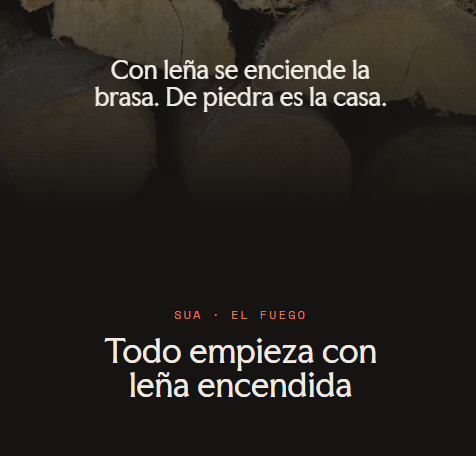 Con leña se enciende la
brasa. De piedra es la casa.
SUA · EL FUEGO
Todo empieza con
leña encendida